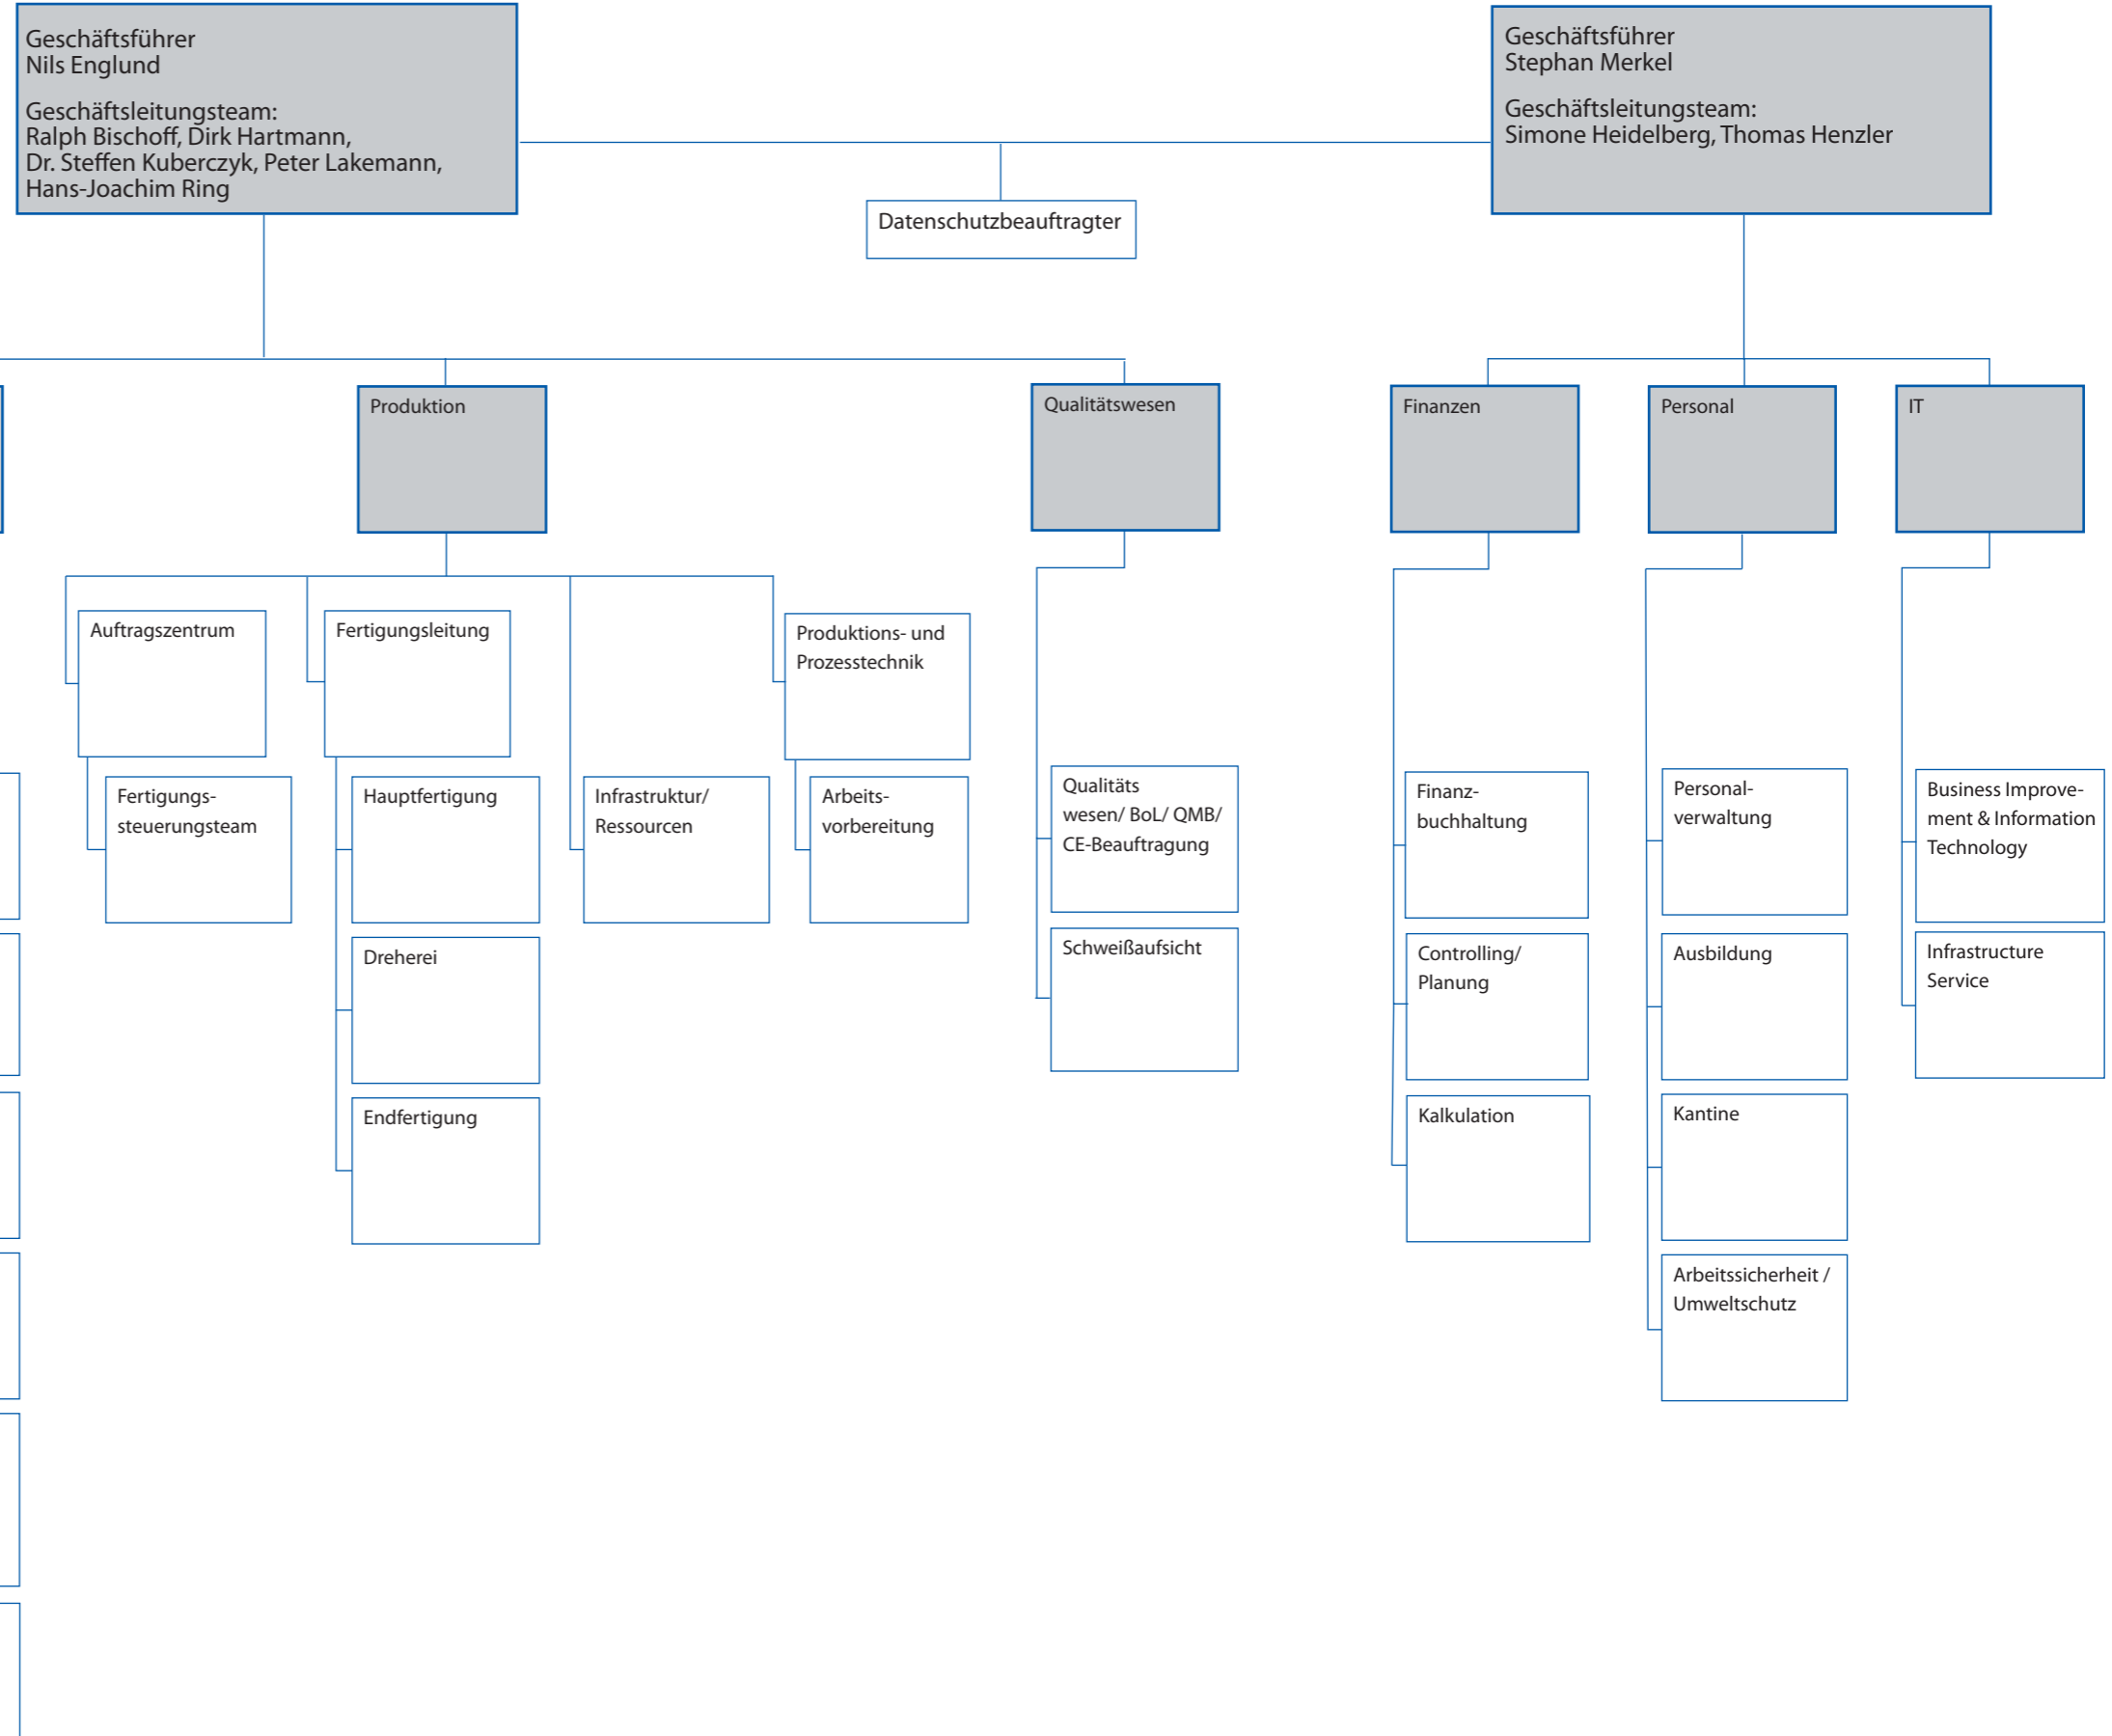 Geschäftsführer
Nils Englund
Geschäftsleitungsteam:
Ralph Bischoff, Dirk Hartmann,
Dr. Steffen Kuberczyk, Peter Lakemann,
Hans-Joachim Ring
Geschäftsführer
Stephan Merkel
Geschäftsleitungsteam:
Simone Heidelberg, Thomas Henzler
Datenschutzbeauftragter
Produktion
Qualitätswesen
Finanzen
Personal
IT
Auftragszentrum
Fertigungsleitung
Produktions- und
Prozesstechnik
Fertigungs-
steuerungsteam
Hauptfertigung
Infrastruktur/
Ressourcen
Arbeits-
vorbereitung
Qualitäts
wesen/ BoL/ QMB/
CE-Beauftragung
Finanz-
buchhaltung
Personal-
verwaltung
Business Improve-
ment & Information
Technology
Dreherei
Schweißaufsicht
Controlling/
Planung
Ausbildung
Infrastructure
Service
Endfertigung
Kalkulation
Kantine
Arbeitssicherheit /
Umweltschutz